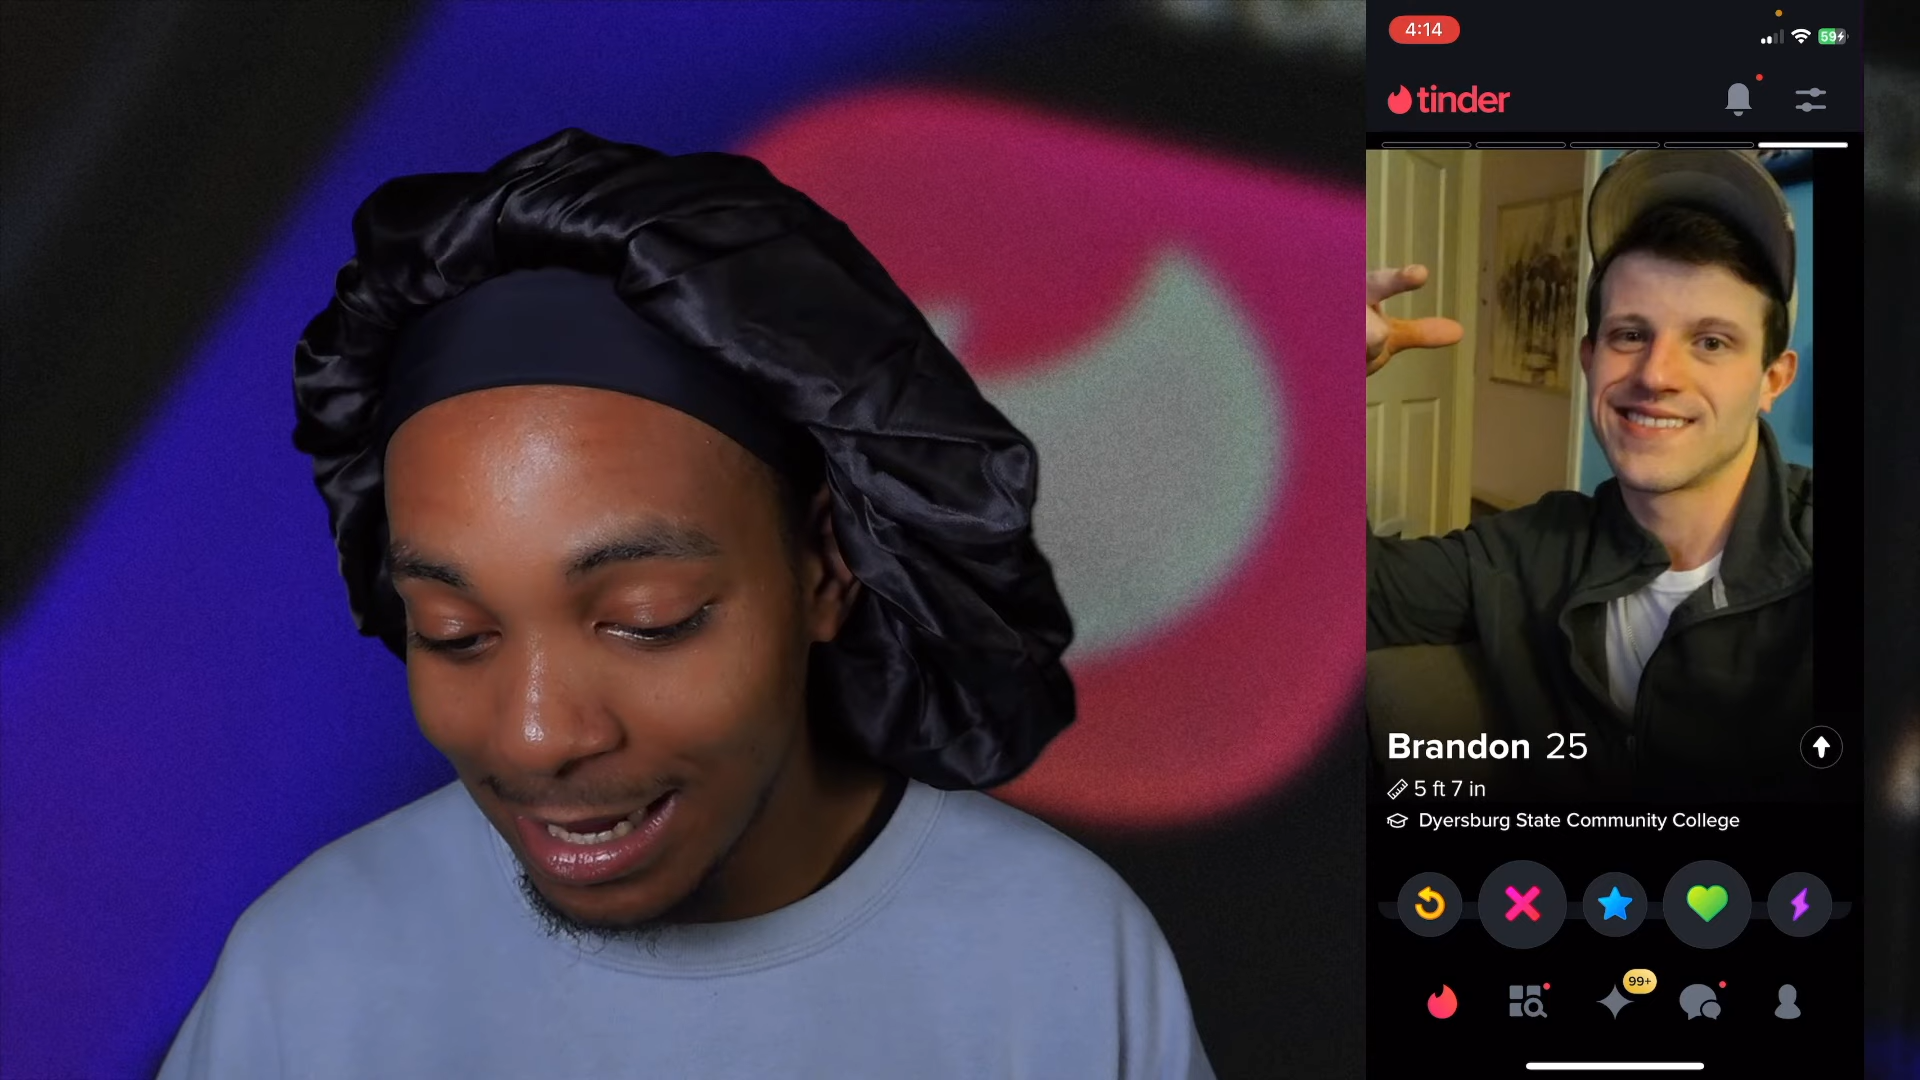 4:14
59
tinder
Brandon 25
5 ft 7 in
Dyersburg State Community College
99+